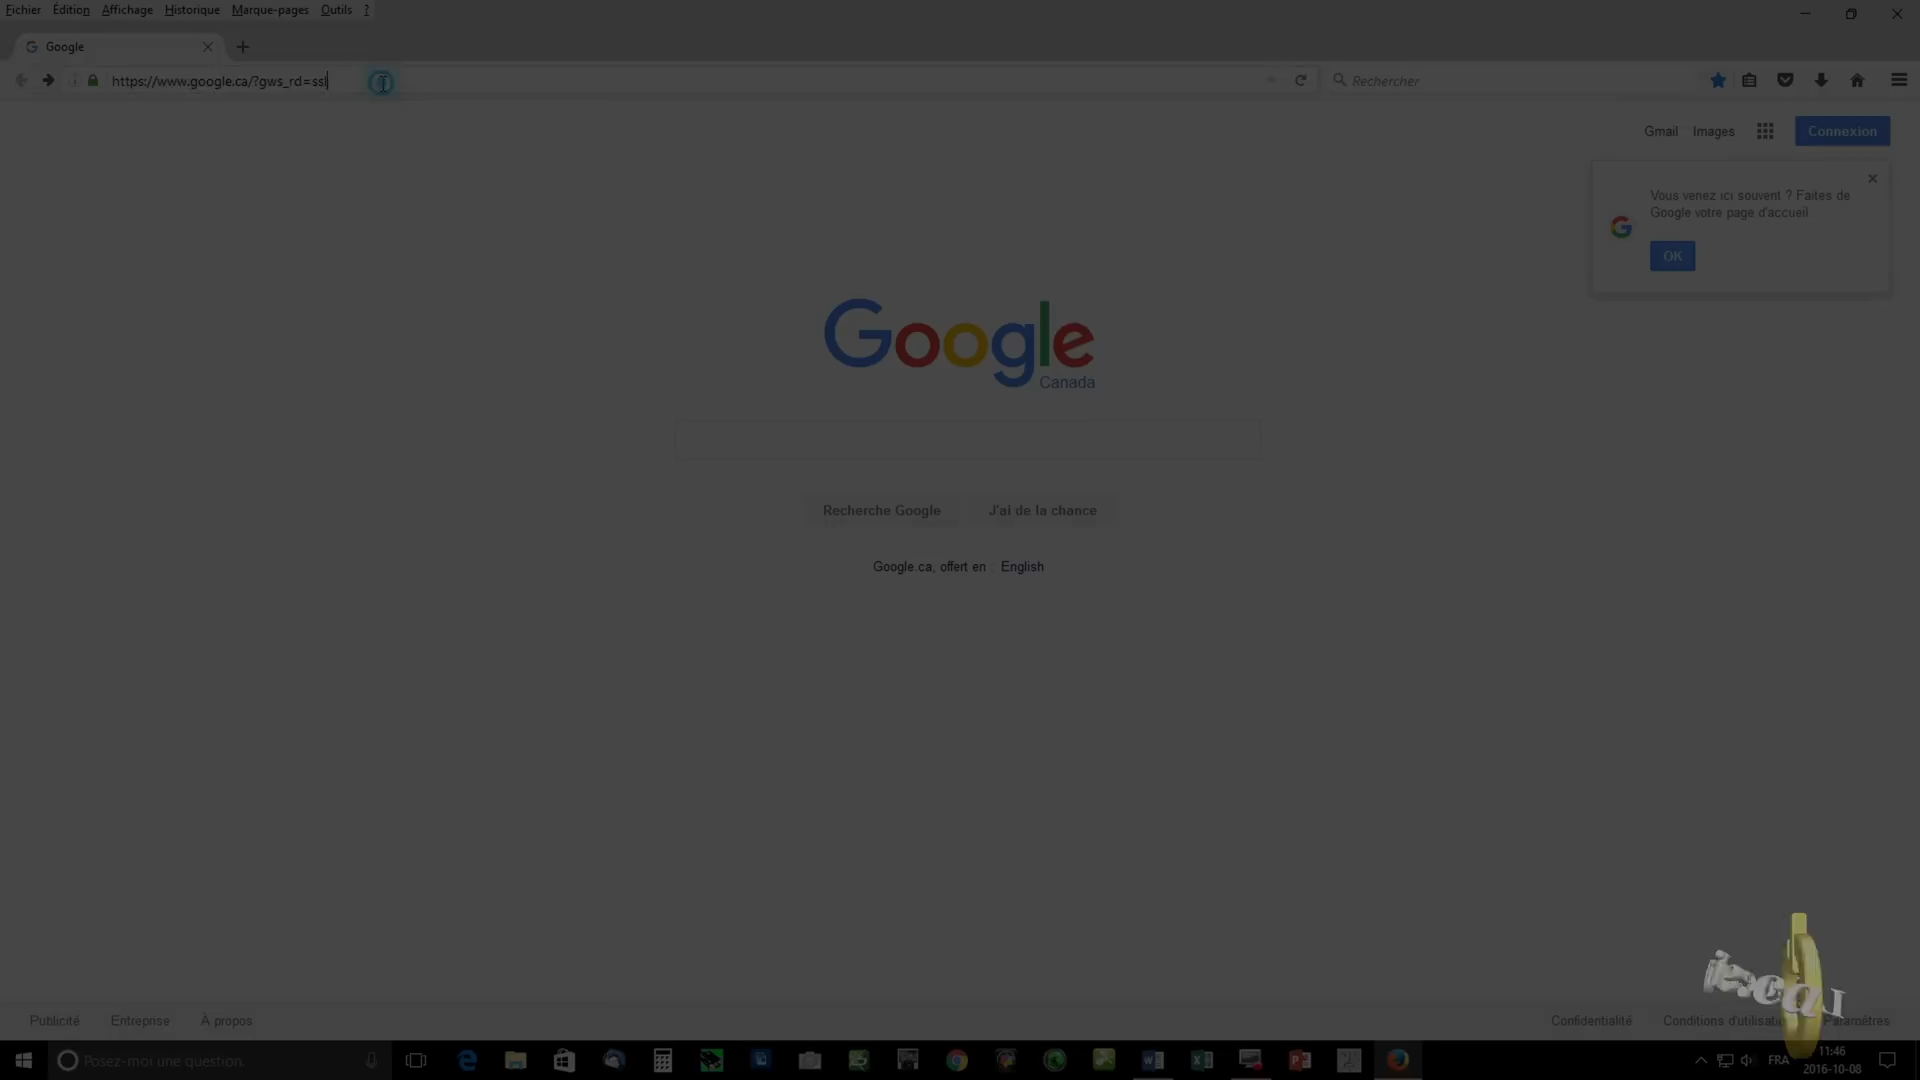 Fichier Édition Affichage Historique Marque-pages Outils ?
Google
https://www.google.ca/?gws_rd=ssl
Rechercher
Gmail Images Connexion
Vous venez ici souvent ? Faites de
Google votre page d'accueil
OK
Google
Canada
Recherche Google J'ai de la chance
Google.ca, offert en : English
Publicité Entreprise À propos
Confidentialité Paramètres
Conditions
Posez-moi une question
FRA
11:46
2016-10-08